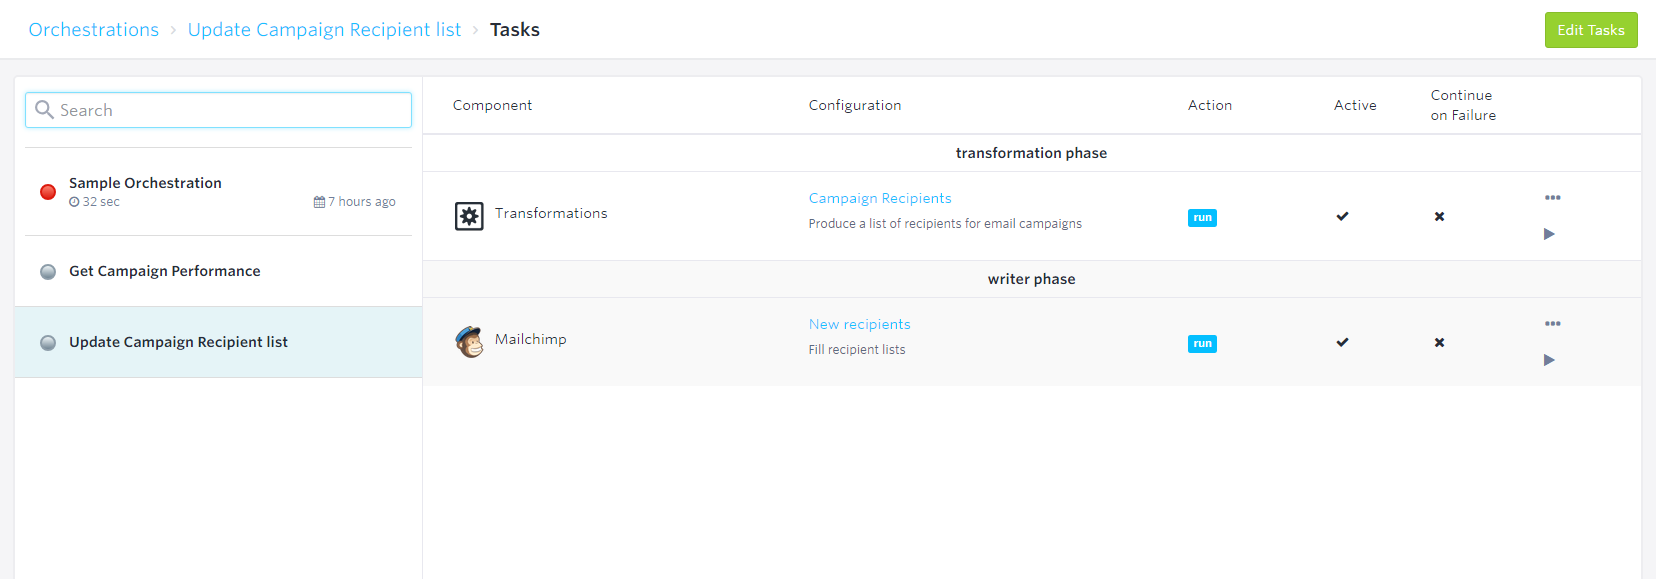 Orchestrations › Update Campaign Recipient list › Tasks
Edit Tasks
Search
Sample Orchestration
32 sec
7 hours ago
Get Campaign Performance
Update Campaign Recipient list
Component
Configuration
Action
Active
Continue
on Failure
transformation phase
Transformations
Campaign Recipients
Produce a list of recipients for email campaigns
run
writer phase
Mailchimp
New recipients
Fill recipient lists
run